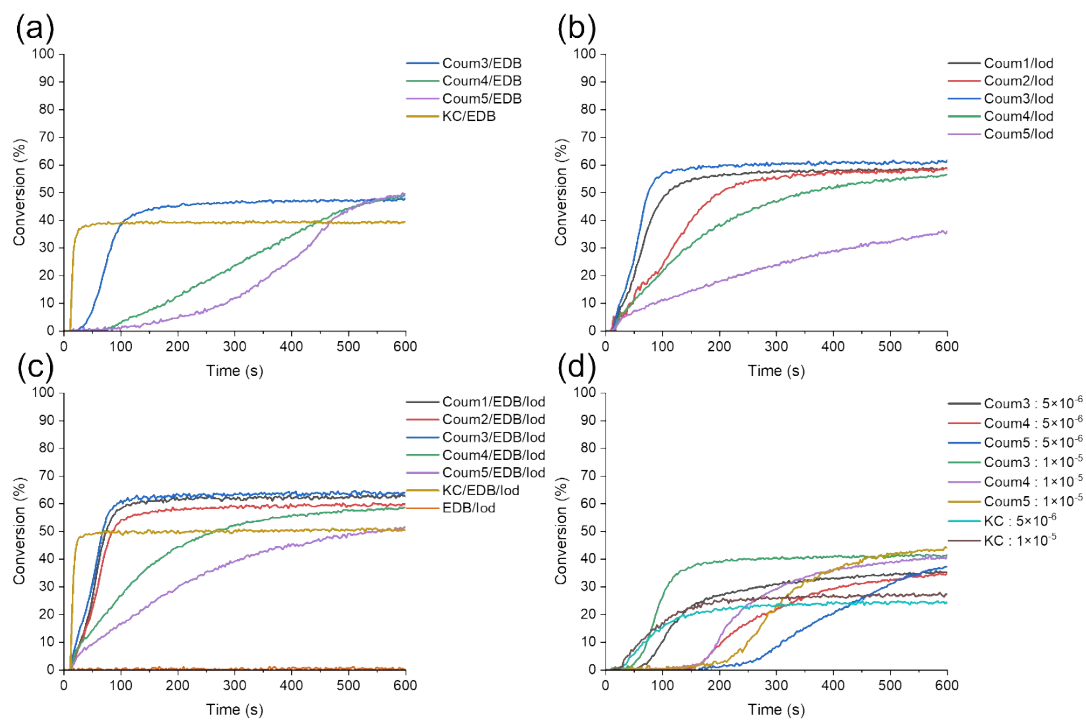 (a)
100
90
80
70
60
50
40
30
20
10
0
Conversion (%)
0 100 200 300 400 500 600
Time (s)
Coum3/EDB
Coum4/EDB
Coum5/EDB
KC/EDB
(b)
100
90
80
70
60
50
40
30
20
10
0
Conversion (%)
0 100 200 300 400 500 600
Time (s)
Coum1/Iod
Coum2/Iod
Coum3/Iod
Coum4/Iod
Coum5/Iod
(c)
100
90
80
70
60
50
40
30
20
10
0
Conversion (%)
0 100 200 300 400 500 600
Time (s)
Coum1/EDB/Iod
Coum2/EDB/Iod
Coum3/EDB/Iod
Coum4/EDB/Iod
Coum5/EDB/Iod
KC/EDB/Iod
EDB/Iod
(d)
100
90
80
70
60
50
40
30
20
10
0
Conversion (%)
0 100 200 300 400 500 600
Time (s)
Coum3 : 5×10⁻⁶
Coum4 : 5×10⁻⁶
Coum5 : 5×10⁻⁶
Coum3 : 1×10⁻⁵
Coum4 : 1×10⁻⁵
Coum5 : 1×10⁻⁵
KC : 5×10⁻⁶
KC : 1×10⁻⁵